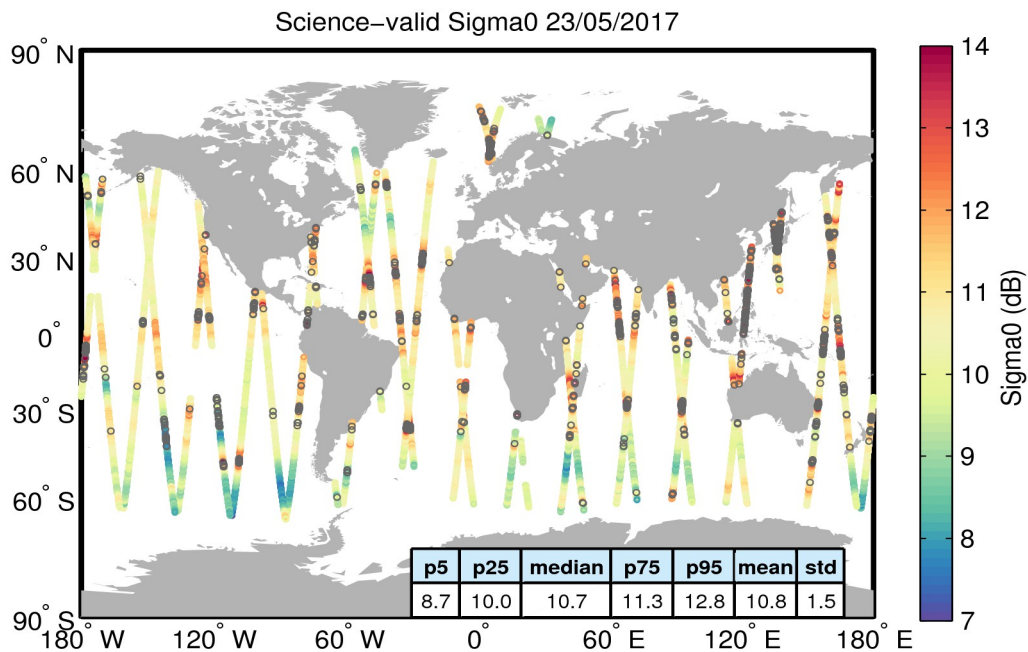 Science−valid Sigma0 23/05/2017
90° N
60° N
30° N
0°
30° S
60° S
90° S
180° W
120° W
60° W
0°
60° E
120° E
180° E
p5 p25 median p75 p95 mean std
8.7 10.0 10.7 11.3 12.8 10.8 1.5
14
13
12
11
10
9
8
7
Sigma0 (dB)